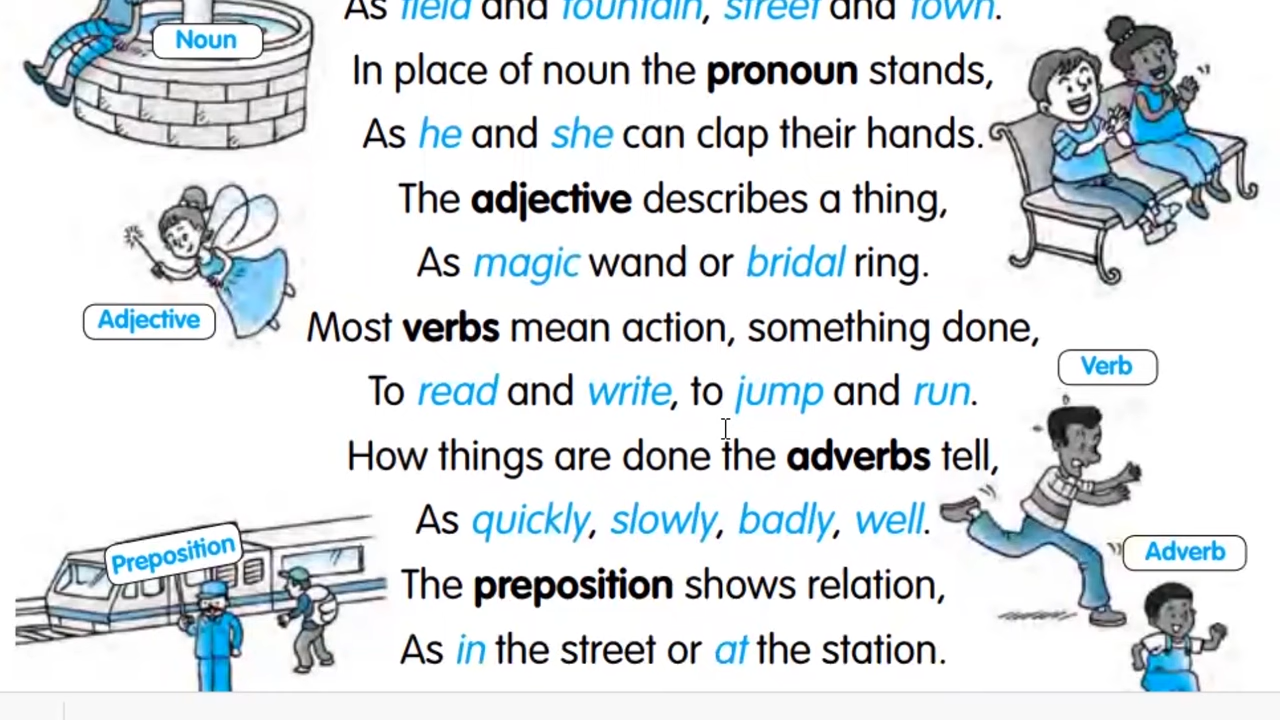 As field and fountain, street and town.
Noun
In place of noun the pronoun stands,
As he and she can clap their hands.
The adjective describes a thing,
As magic wand or bridal ring.
Adjective
Most verbs mean action, something done,
Verb
To read and write, to jump and run.
How things are done the adverbs tell,
As quickly, slowly, badly, well.
Adverb
Preposition
The preposition shows relation,
As in the street or at the station.